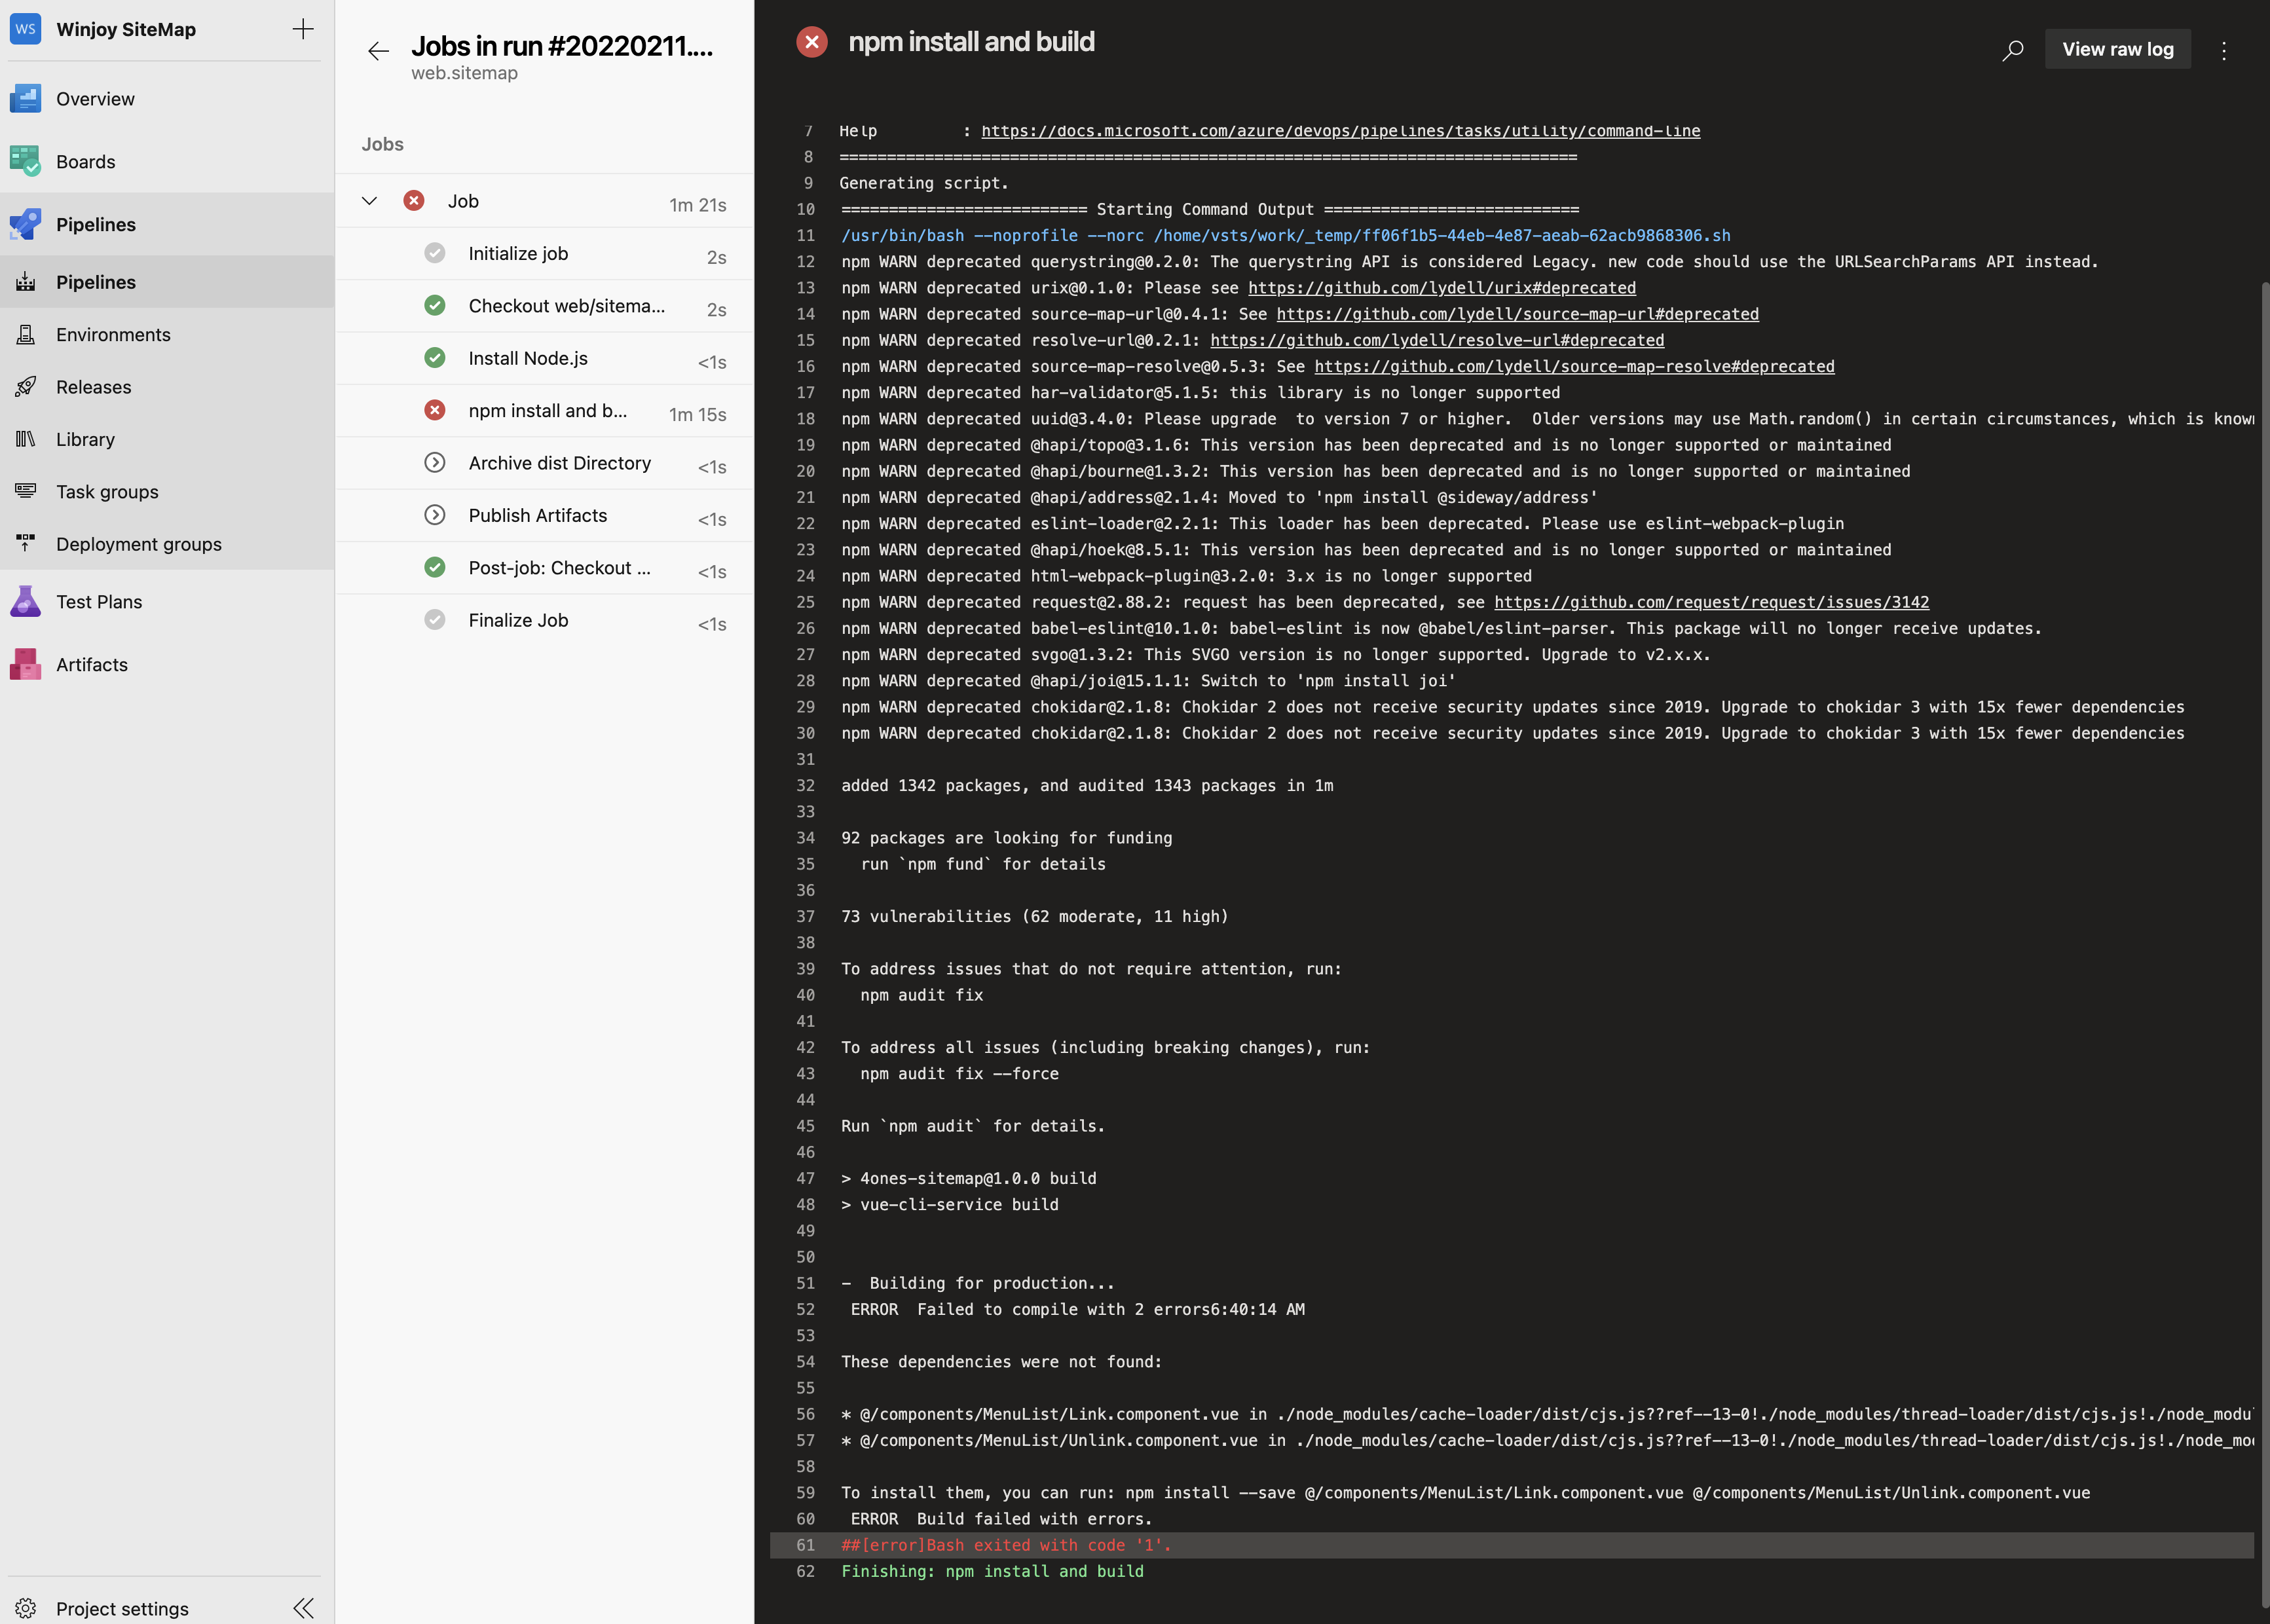 WS Winjoy SiteMap
Overview
Boards
Pipelines
Pipelines
Environments
Releases
Library
Task groups
Deployment groups
Test Plans
Artifacts
Project settings
Jobs in run #20220211....
web.sitemap
Jobs
Job 1m 21s
Initialize job 2s
Checkout web/sitema... 2s
Install Node.js <1s
npm install and b... 1m 15s
Archive dist Directory <1s
Publish Artifacts <1s
Post-job: Checkout ... <1s
Finalize Job <1s
npm install and build
View raw log
7 Help : https://docs.microsoft.com/azure/devops/pipelines/tasks/utility/command-line
8 ==============================================================================
9 Generating script.
10 ========================== Starting Command Output ===========================
11 /usr/bin/bash --noprofile --norc /home/vsts/work/_temp/ff06f1b5-44eb-4e87-aeab-62acb9868306.sh
12 npm WARN deprecated querystring@0.2.0: The querystring API is considered Legacy. new code should use the URLSearchParams API instead.
13 npm WARN deprecated urix@0.1.0: Please see https://github.com/lydell/urix#deprecated
14 npm WARN deprecated source-map-url@0.4.1: See https://github.com/lydell/source-map-url#deprecated
15 npm WARN deprecated resolve-url@0.2.1: https://github.com/lydell/resolve-url#deprecated
16 npm WARN deprecated source-map-resolve@0.5.3: See https://github.com/lydell/source-map-resolve#deprecated
17 npm WARN deprecated har-validator@5.1.5: this library is no longer supported
18 npm WARN deprecated uuid@3.4.0: Please upgrade  to version 7 or higher.  Older versions may use Math.random() in certain circumstances, which is known
19 npm WARN deprecated @hapi/topo@3.1.6: This version has been deprecated and is no longer supported or maintained
20 npm WARN deprecated @hapi/bourne@1.3.2: This version has been deprecated and is no longer supported or maintained
21 npm WARN deprecated @hapi/address@2.1.4: Moved to 'npm install @sideway/address'
22 npm WARN deprecated eslint-loader@2.2.1: This loader has been deprecated. Please use eslint-webpack-plugin
23 npm WARN deprecated @hapi/hoek@8.5.1: This version has been deprecated and is no longer supported or maintained
24 npm WARN deprecated html-webpack-plugin@3.2.0: 3.x is no longer supported
25 npm WARN deprecated request@2.88.2: request has been deprecated, see https://github.com/request/request/issues/3142
26 npm WARN deprecated babel-eslint@10.1.0: babel-eslint is now @babel/eslint-parser. This package will no longer receive updates.
27 npm WARN deprecated svgo@1.3.2: This SVGO version is no longer supported. Upgrade to v2.x.x.
28 npm WARN deprecated @hapi/joi@15.1.1: Switch to 'npm install joi'
29 npm WARN deprecated chokidar@2.1.8: Chokidar 2 does not receive security updates since 2019. Upgrade to chokidar 3 with 15x fewer dependencies
30 npm WARN deprecated chokidar@2.1.8: Chokidar 2 does not receive security updates since 2019. Upgrade to chokidar 3 with 15x fewer dependencies
31
32 added 1342 packages, and audited 1343 packages in 1m
33
34 92 packages are looking for funding
35 run `npm fund` for details
36
37 73 vulnerabilities (62 moderate, 11 high)
38
39 To address issues that do not require attention, run:
40 npm audit fix
41
42 To address all issues (including breaking changes), run:
43 npm audit fix --force
44
45 Run `npm audit` for details.
46
47 > 4ones-sitemap@1.0.0 build
48 > vue-cli-service build
49
50
51 -  Building for production...
52 ERROR  Failed to compile with 2 errors6:40:14 AM
53
54 These dependencies were not found:
55
56 * @/components/MenuList/Link.component.vue in ./node_modules/cache-loader/dist/cjs.js??ref--13-0!./node_modules/thread-loader/dist/cjs.js!./node_modul
57 * @/components/MenuList/Unlink.component.vue in ./node_modules/cache-loader/dist/cjs.js??ref--13-0!./node_modules/thread-loader/dist/cjs.js!./node_mo
58
59 To install them, you can run: npm install --save @/components/MenuList/Link.component.vue @/components/MenuList/Unlink.component.vue
60 ERROR  Build failed with errors.
61 ##[error]Bash exited with code '1'.
62 Finishing: npm install and build